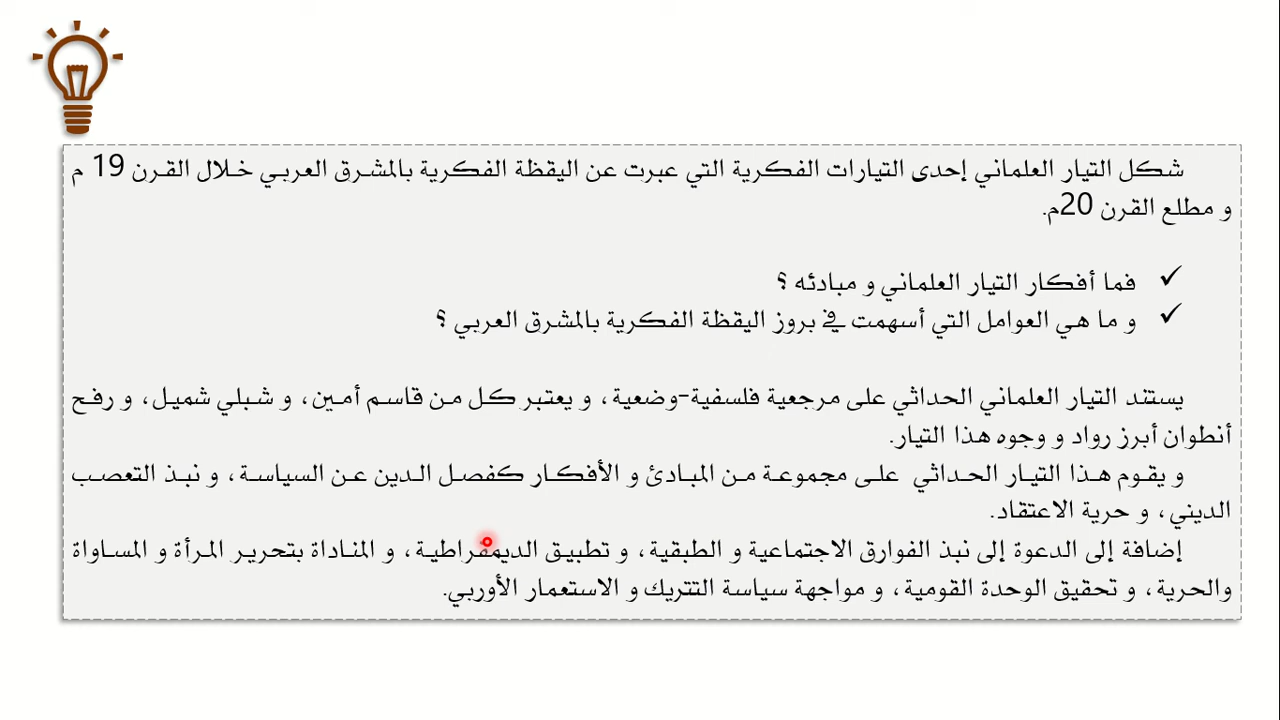 شكل التيار العلماني إحدى التيارات الفكرية التي عبرت عن اليقظة الفكرية بالمشرق العربي خلال القرن 19 م
و مطلع القرن 20م.
✓ فما أفكار التيار العلماني و مبادئه ؟
✓ و ما هي العوامل التي أسهمت في بروز اليقظة الفكرية بالمشرق العربي ؟
يستند التيار العلماني الحداثي على مرجعية فلسفية-وضعية، و يعتبر كل من قاسم أمين، و شبلي شميل، و رفح
أنطوان أبرز رواد و وجوه هذا التيار.
و يقوم هذا التيار الحداثي على مجموعة من المبادئ و الأفكار كفصل الدين عن السياسة، و نبذ التعصب
الديني، و حرية الاعتقاد.
إضافة إلى الدعوة إلى نبذ الفوارق الاجتماعية و الطبقية، و تطبيق الديمقراطية، و المناداة بتحرير المرأة و المساواة
والحرية، و تحقيق الوحدة القومية، و مواجهة سياسة التتريك و الاستعمار الأوربي.